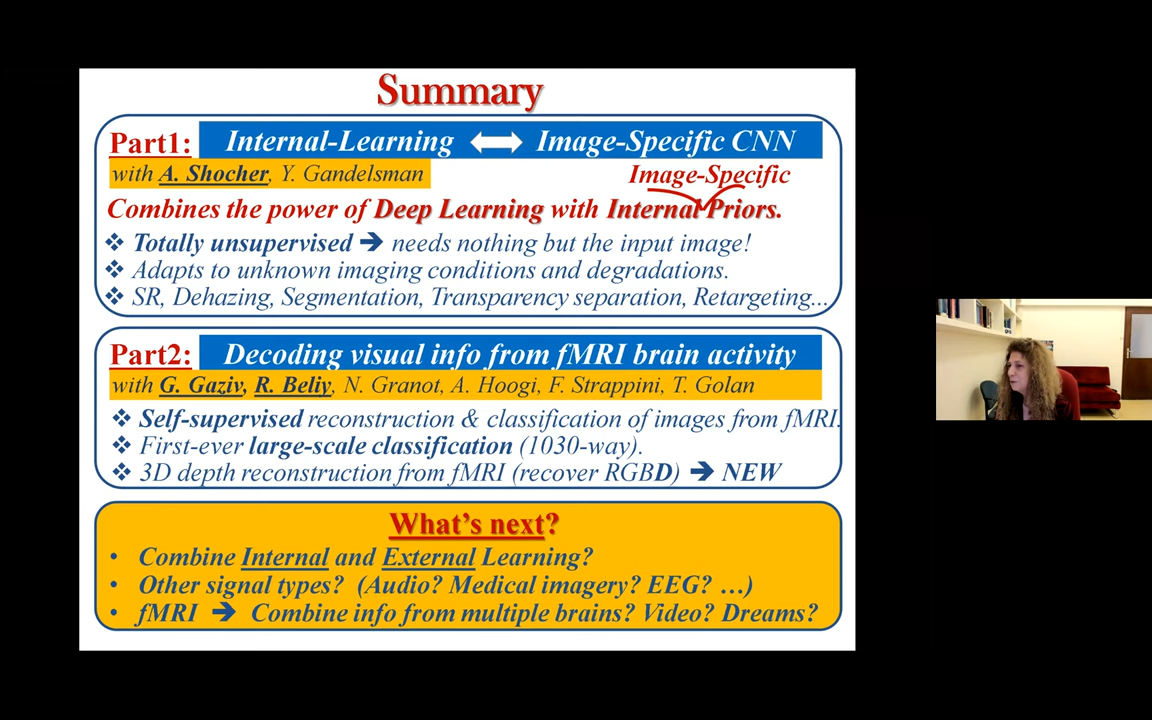 Summary
Part1: Internal-Learning ⟷ Image-Specific CNN
with A. Shocher, Y. Gandelsman
Image-Specific
Combines the power of Deep Learning with Internal Priors.
❖ Totally unsupervised ➔ needs nothing but the input image!
❖ Adapts to unknown imaging conditions and degradations.
❖ SR, Dehazing, Segmentation, Transparency separation, Retargeting...
Part2: Decoding visual info from fMRI brain activity
with G. Gaziv, R. Beliy, N. Granot, A. Hoogi, F. Strappini, T. Golan
❖ Self-supervised reconstruction & classification of images from fMRI.
❖ First-ever large-scale classification (1030-way).
❖ 3D depth reconstruction from fMRI (recover RGBD) ➔ NEW
What's next?
• Combine Internal and External Learning?
• Other signal types? (Audio? Medical imagery? EEG? …)
• fMRI ➔ Combine info from multiple brains? Video? Dreams?